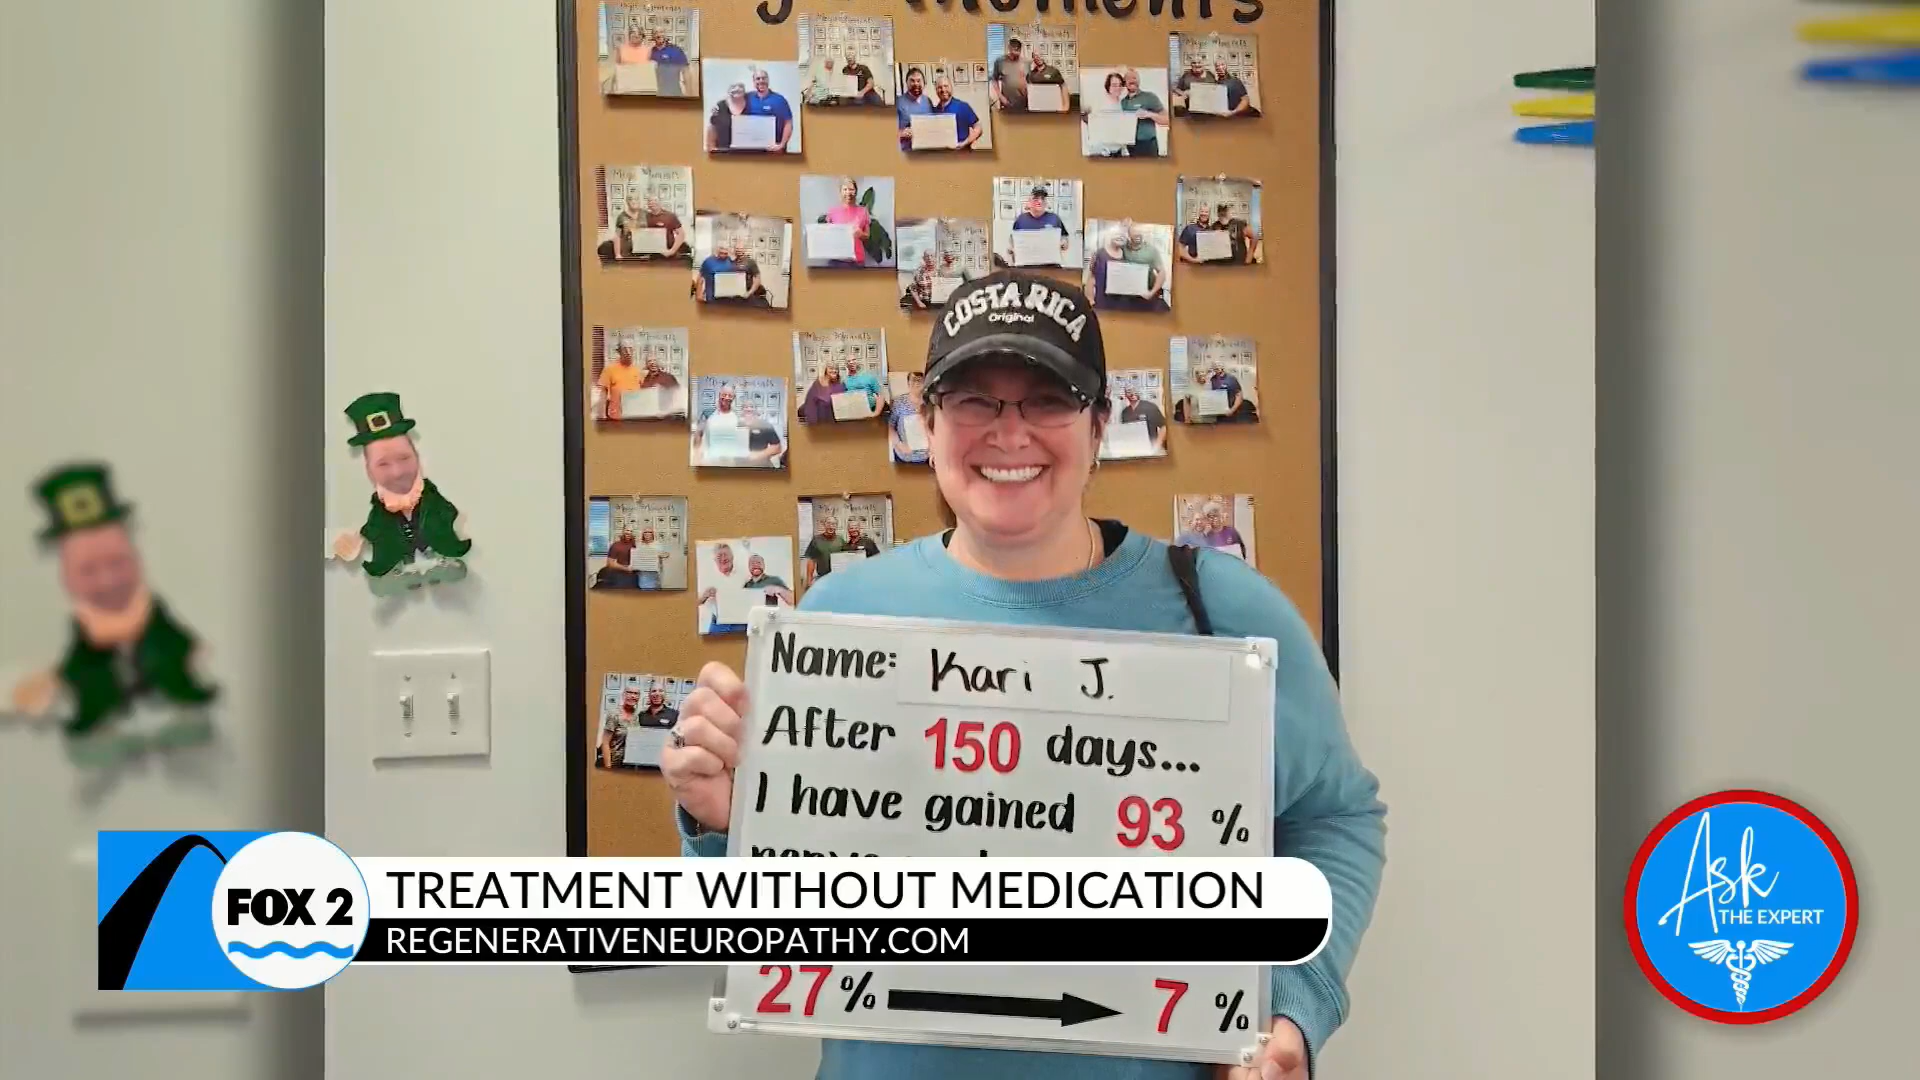 Moments
COSTA RICA
Original
Name: Kari J.
After 150 days...
I have gained 93 %
27% 7 %
FOX 2
TREATMENT WITHOUT MEDICATION
REGENERATIVENEUROPATHY.COM
Ask
THE EXPERT